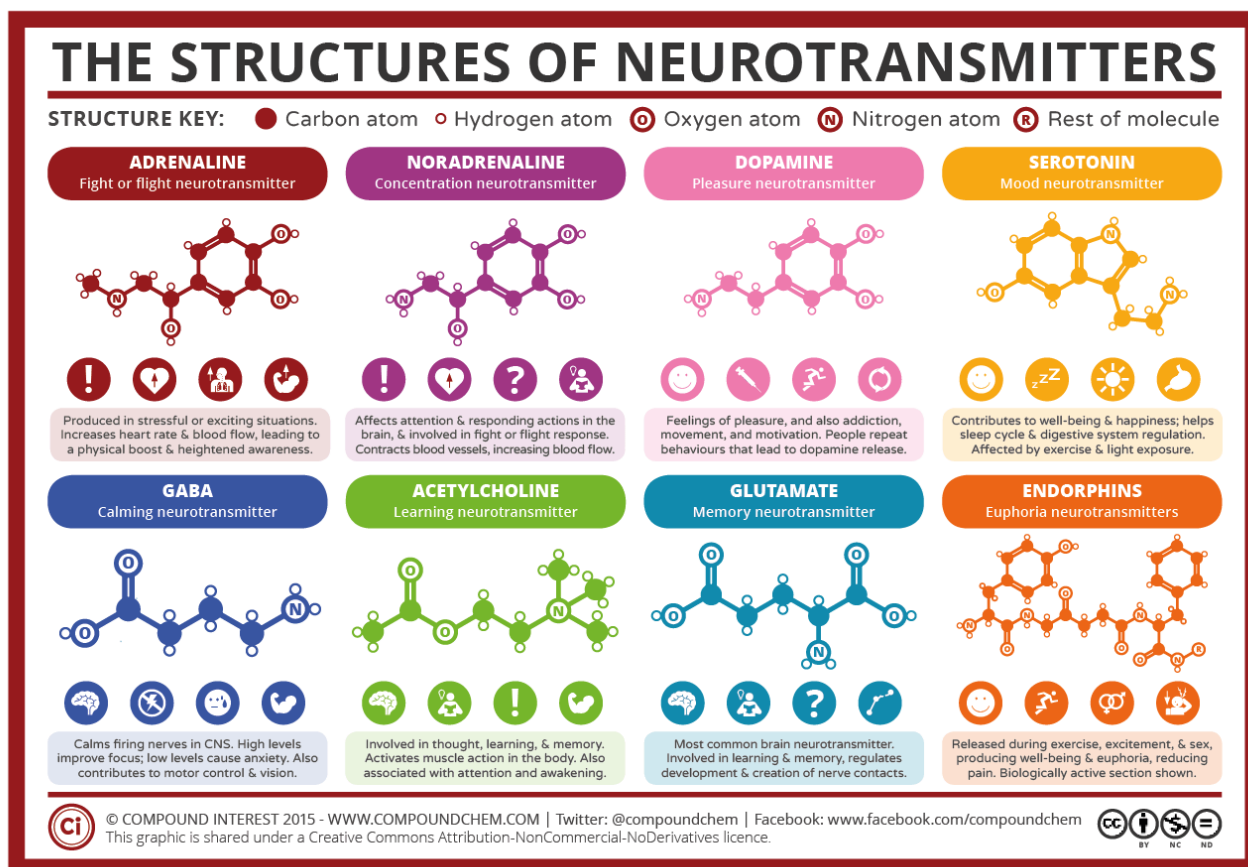 THE STRUCTURES OF NEUROTRANSMITTERS
STRUCTURE KEY: Carbon atom Hydrogen atom O Oxygen atom N Nitrogen atom R Rest of molecule
ADRENALINE
Fight or flight neurotransmitter
O
O
N
O
!
Produced in stressful or exciting situations.
Increases heart rate & blood flow, leading to
a physical boost & heightened awareness.
NORADRENALINE
Concentration neurotransmitter
O
N
O
O
!
?
Affects attention & responding actions in the
brain, & involved in fight or flight response.
Contracts blood vessels, increasing blood flow.
DOPAMINE
Pleasure neurotransmitter
O
N
O
Feelings of pleasure, and also addiction,
movement, and motivation. People repeat
behaviours that lead to dopamine release.
SEROTONIN
Mood neurotransmitter
N
O
N
zzZ
Contributes to well-being & happiness; helps
sleep cycle & digestive system regulation.
Affected by exercise & light exposure.
GABA
Calming neurotransmitter
O
O
N
Calms firing nerves in CNS. High levels
improve focus; low levels cause anxiety. Also
contributes to motor control & vision.
ACETYLCHOLINE
Learning neurotransmitter
O
N
O
!
Involved in thought, learning, & memory.
Activates muscle action in the body. Also
associated with attention and awakening.
GLUTAMATE
Memory neurotransmitter
O
O
O
O
N
?
Most common brain neurotransmitter.
Involved in learning & memory, regulates
development & creation of nerve contacts.
ENDORPHINS
Euphoria neurotransmitters
O
O
N
N
N
O
O
O
N
R
Released during exercise, excitement, & sex,
producing well-being & euphoria, reducing
pain. Biologically active section shown.
Ci
© COMPOUND INTEREST 2015 - WWW.COMPOUNDCHEM.COM | Twitter: @compoundchem | Facebook: www.facebook.com/compoundchem
This graphic is shared under a Creative Commons Attribution-NonCommercial-NoDerivatives licence.
CC
BY NC ND